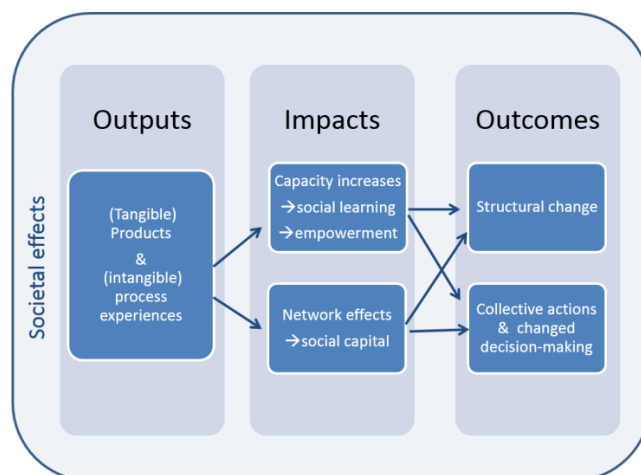 Societal effects
Outputs
(Tangible)
Products
&
(intangible)
process
experiences
Impacts
Capacity increases
→social learning
→empowerment
Network effects
→social capital
Outcomes
Structural change
Collective actions
& changed
decision-making